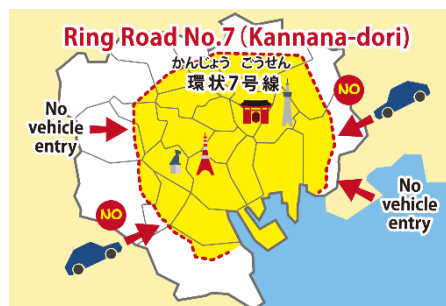 Ring Road No.7 (Kannana-dori)
かんじょう ごうせん
環状7号線
NO
No
vehicle
entry
No
vehicle
entry
NO